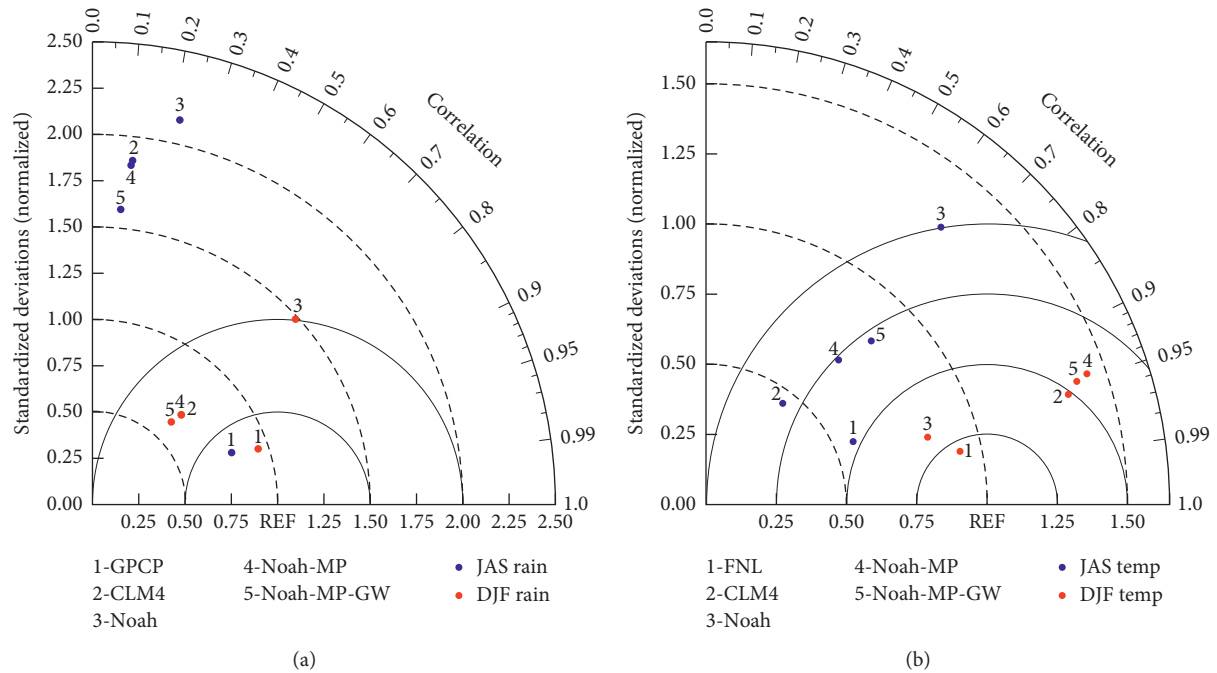 0.0 0.1 0.2 0.3 0.4 0.5 0.6 0.7 0.8 0.9 0.95 0.99 1.0
Correlation
Standardized deviations (normalized)
2.50
2.25
2.00
1.75
1.50
1.25
1.00
0.75
0.50
0.25
0.00
3
2
4
5
3
5 4 2
1 1
0.25 0.50 0.75 REF 1.25 1.50 1.75 2.00 2.25 2.50
1-GPCP 4-Noah-MP JAS rain
2-CLM4 5-Noah-MP-GW DJF rain
3-Noah
(a)
0.0 0.1 0.2 0.3 0.4 0.5 0.6 0.7 0.8 0.9 0.95 0.99 1.0
Correlation
Standardized deviations (normalized)
1.50
1.25
1.00
0.75
0.50
0.25
0.00
3
4 5
5 4
2 2
1 3
1
0.25 0.50 0.75 REF 1.25 1.50
1-FNL 4-Noah-MP JAS temp
2-CLM4 5-Noah-MP-GW DJF temp
3-Noah
(b)